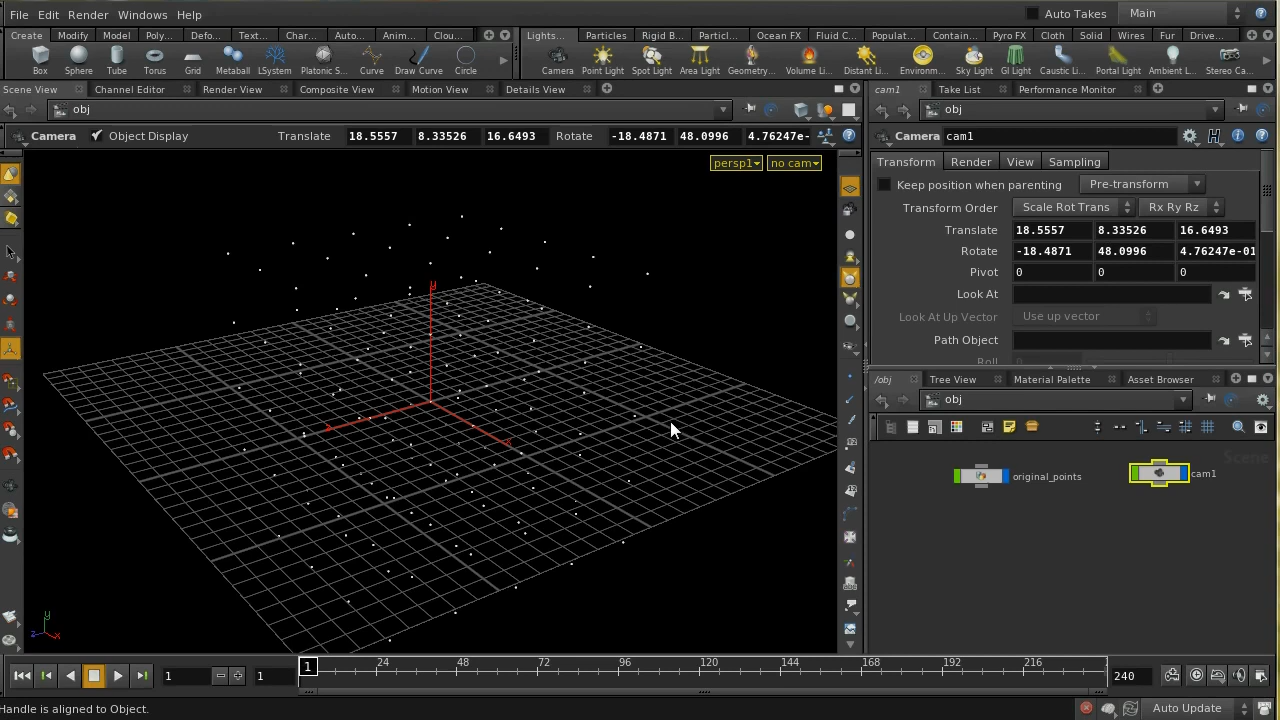 File Edit Render Windows Help Auto Takes Main
Create Modify Model Poly... Defo... Text... Char... Auto... Anim... Clou... Lights... Particles Rigid B... Particl... Ocean FX Fluid C... Populat... Contain... Pyro FX Cloth Solid Wires Fur Drive...
Box Sphere Tube Torus Grid Metaball LSystem Platonic S... Curve Draw Curve Circle Camera Point Light Spot Light Area Light Geometry... Volume Li... Distant Li... Environm... Sky Light GI Light Caustic Li... Portal Light Ambient L... Stereo Ca...
Scene View Channel Editor Render View Composite View Motion View Details View cam1 Take List Performance Monitor
obj obj
Camera Object Display Translate 18.5557 8.33526 16.6493 Rotate -18.4871 48.0996 4.76247e- Camera cam1
persp1 no cam Transform Render View Sampling
Keep position when parenting Pre-transform
Transform Order Scale Rot Trans Rx Ry Rz
Translate 18.5557 8.33526 16.6493
Rotate -18.4871 48.0996 4.76247e-01
Pivot 0 0 0
Look At
Look At Up Vector Use up vector
Path Object
Roll 0
/obj Tree View Material Palette Asset Browser
obj
Scene
original_points cam1
y
x
y
z x
1 1 1 24 48 72 96 120 144 168 192 216 240
Handle is aligned to Object. Auto Update